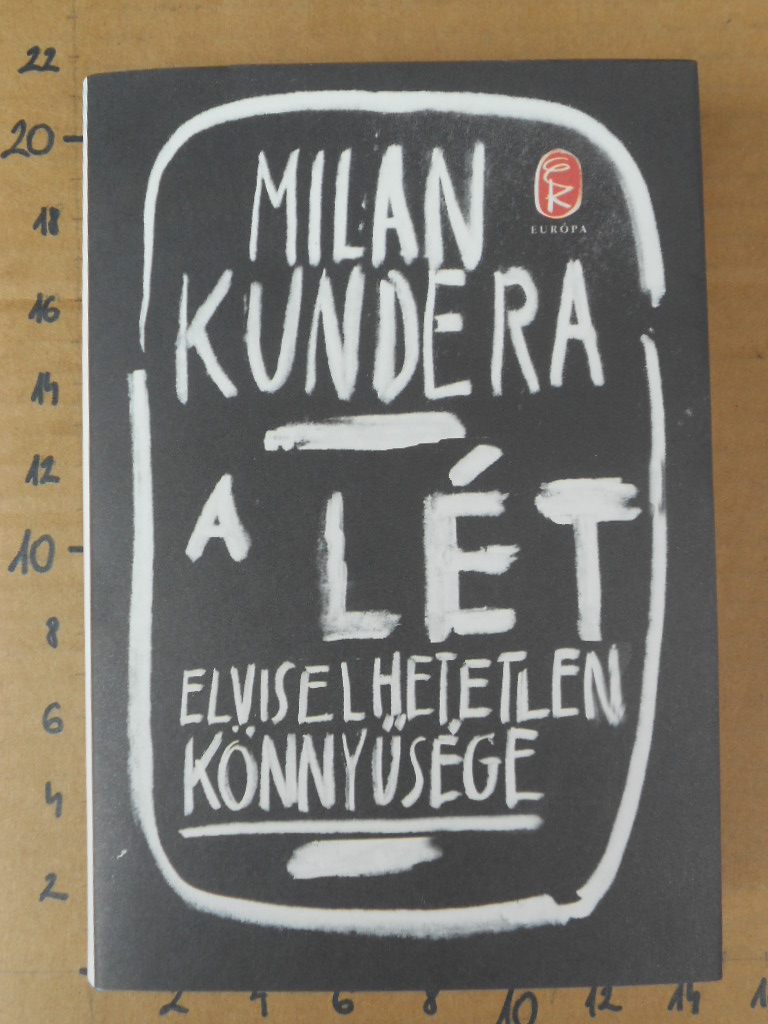 MILAN
KUNDERA
EURÓPA
A LÉT
ELVISELHETETLEN
KÖNNYŰSÉGE
22
20
18
16
14
12
10
8
6
4
2
2 4 6 8 10 12 14